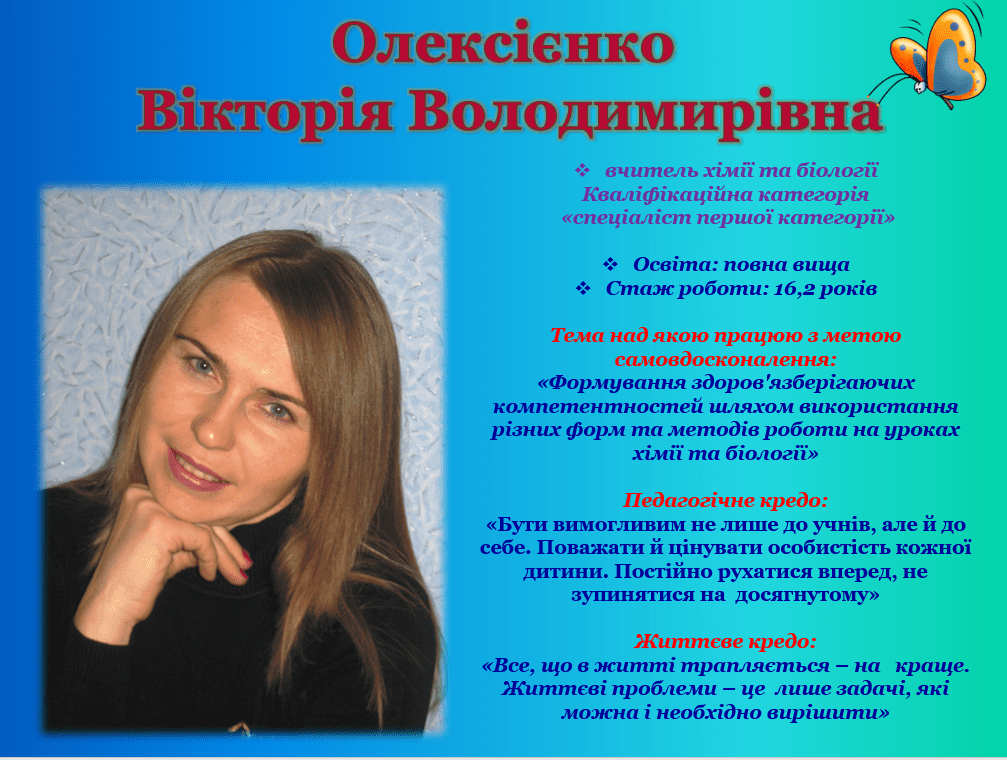 Олексієнко
Вікторія Володимирівна
❖ вчитель хімії та біології
Кваліфікаційна категорія
«спеціаліст першої категорії»
❖ Освіта: повна вища
❖ Стаж роботи: 16,2 років
Тема над якою працюю з метою
самовдосконалення:
«Формування здоров'язберігаючих
компетентностей шляхом використання
різних форм та методів роботи на уроках
хімії та біології»
Педагогічне кредо:
«Бути вимогливим не лише до учнів, але й до
себе. Поважати й цінувати особистість кожної
дитини. Постійно рухатися вперед, не
зупинятися на досягнутому»
Життєве кредо:
«Все, що в житті трапляється – на краще.
Життєві проблеми – це лише задачі, які
можна і необхідно вирішити»